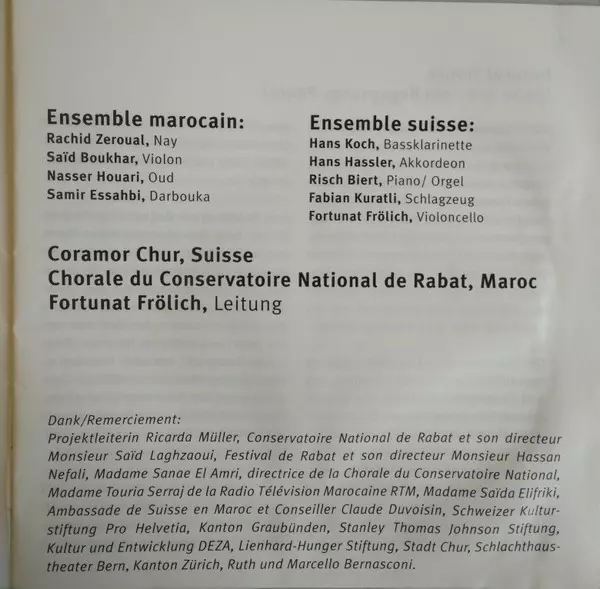 Ensemble marocain:
Rachid Zeroual, Nay
Saïd Boukhar, Violon
Nasser Houari, Oud
Samir Essahbi, Darbouka
Ensemble suisse:
Hans Koch, Bassklarinette
Hans Hassler, Akkordeon
Risch Biert, Piano/ Orgel
Fabian Kuratli, Schlagzeug
Fortunat Frölich, Violoncello
Coramor Chur, Suisse
Chorale du Conservatoire National de Rabat, Maroc
Fortunat Frölich, Leitung
Dank/Remerciement:
Projektleiterin Ricarda Müller, Conservatoire National de Rabat et son directeur
Monsieur Saïd Laghzaoui, Festival de Rabat et son directeur Monsieur Hassan
Nefali, Madame Sanae El Amri, directrice de la Chorale du Conservatoire National,
Madame Touria Serraj de la Radio Télévision Marocaine RTM, Madame Saïda Elifriki,
Ambassade de Suisse en Maroc et Conseiller Claude Duvoisin, Schweizer Kultur-
stiftung Pro Helvetia, Kanton Graubünden, Stanley Thomas Johnson Stiftung,
Kultur und Entwicklung DEZA, Lienhard-Hunger Stiftung, Stadt Chur, Schlachthaus-
theater Bern, Kanton Zürich, Ruth und Marcello Bernasconi.